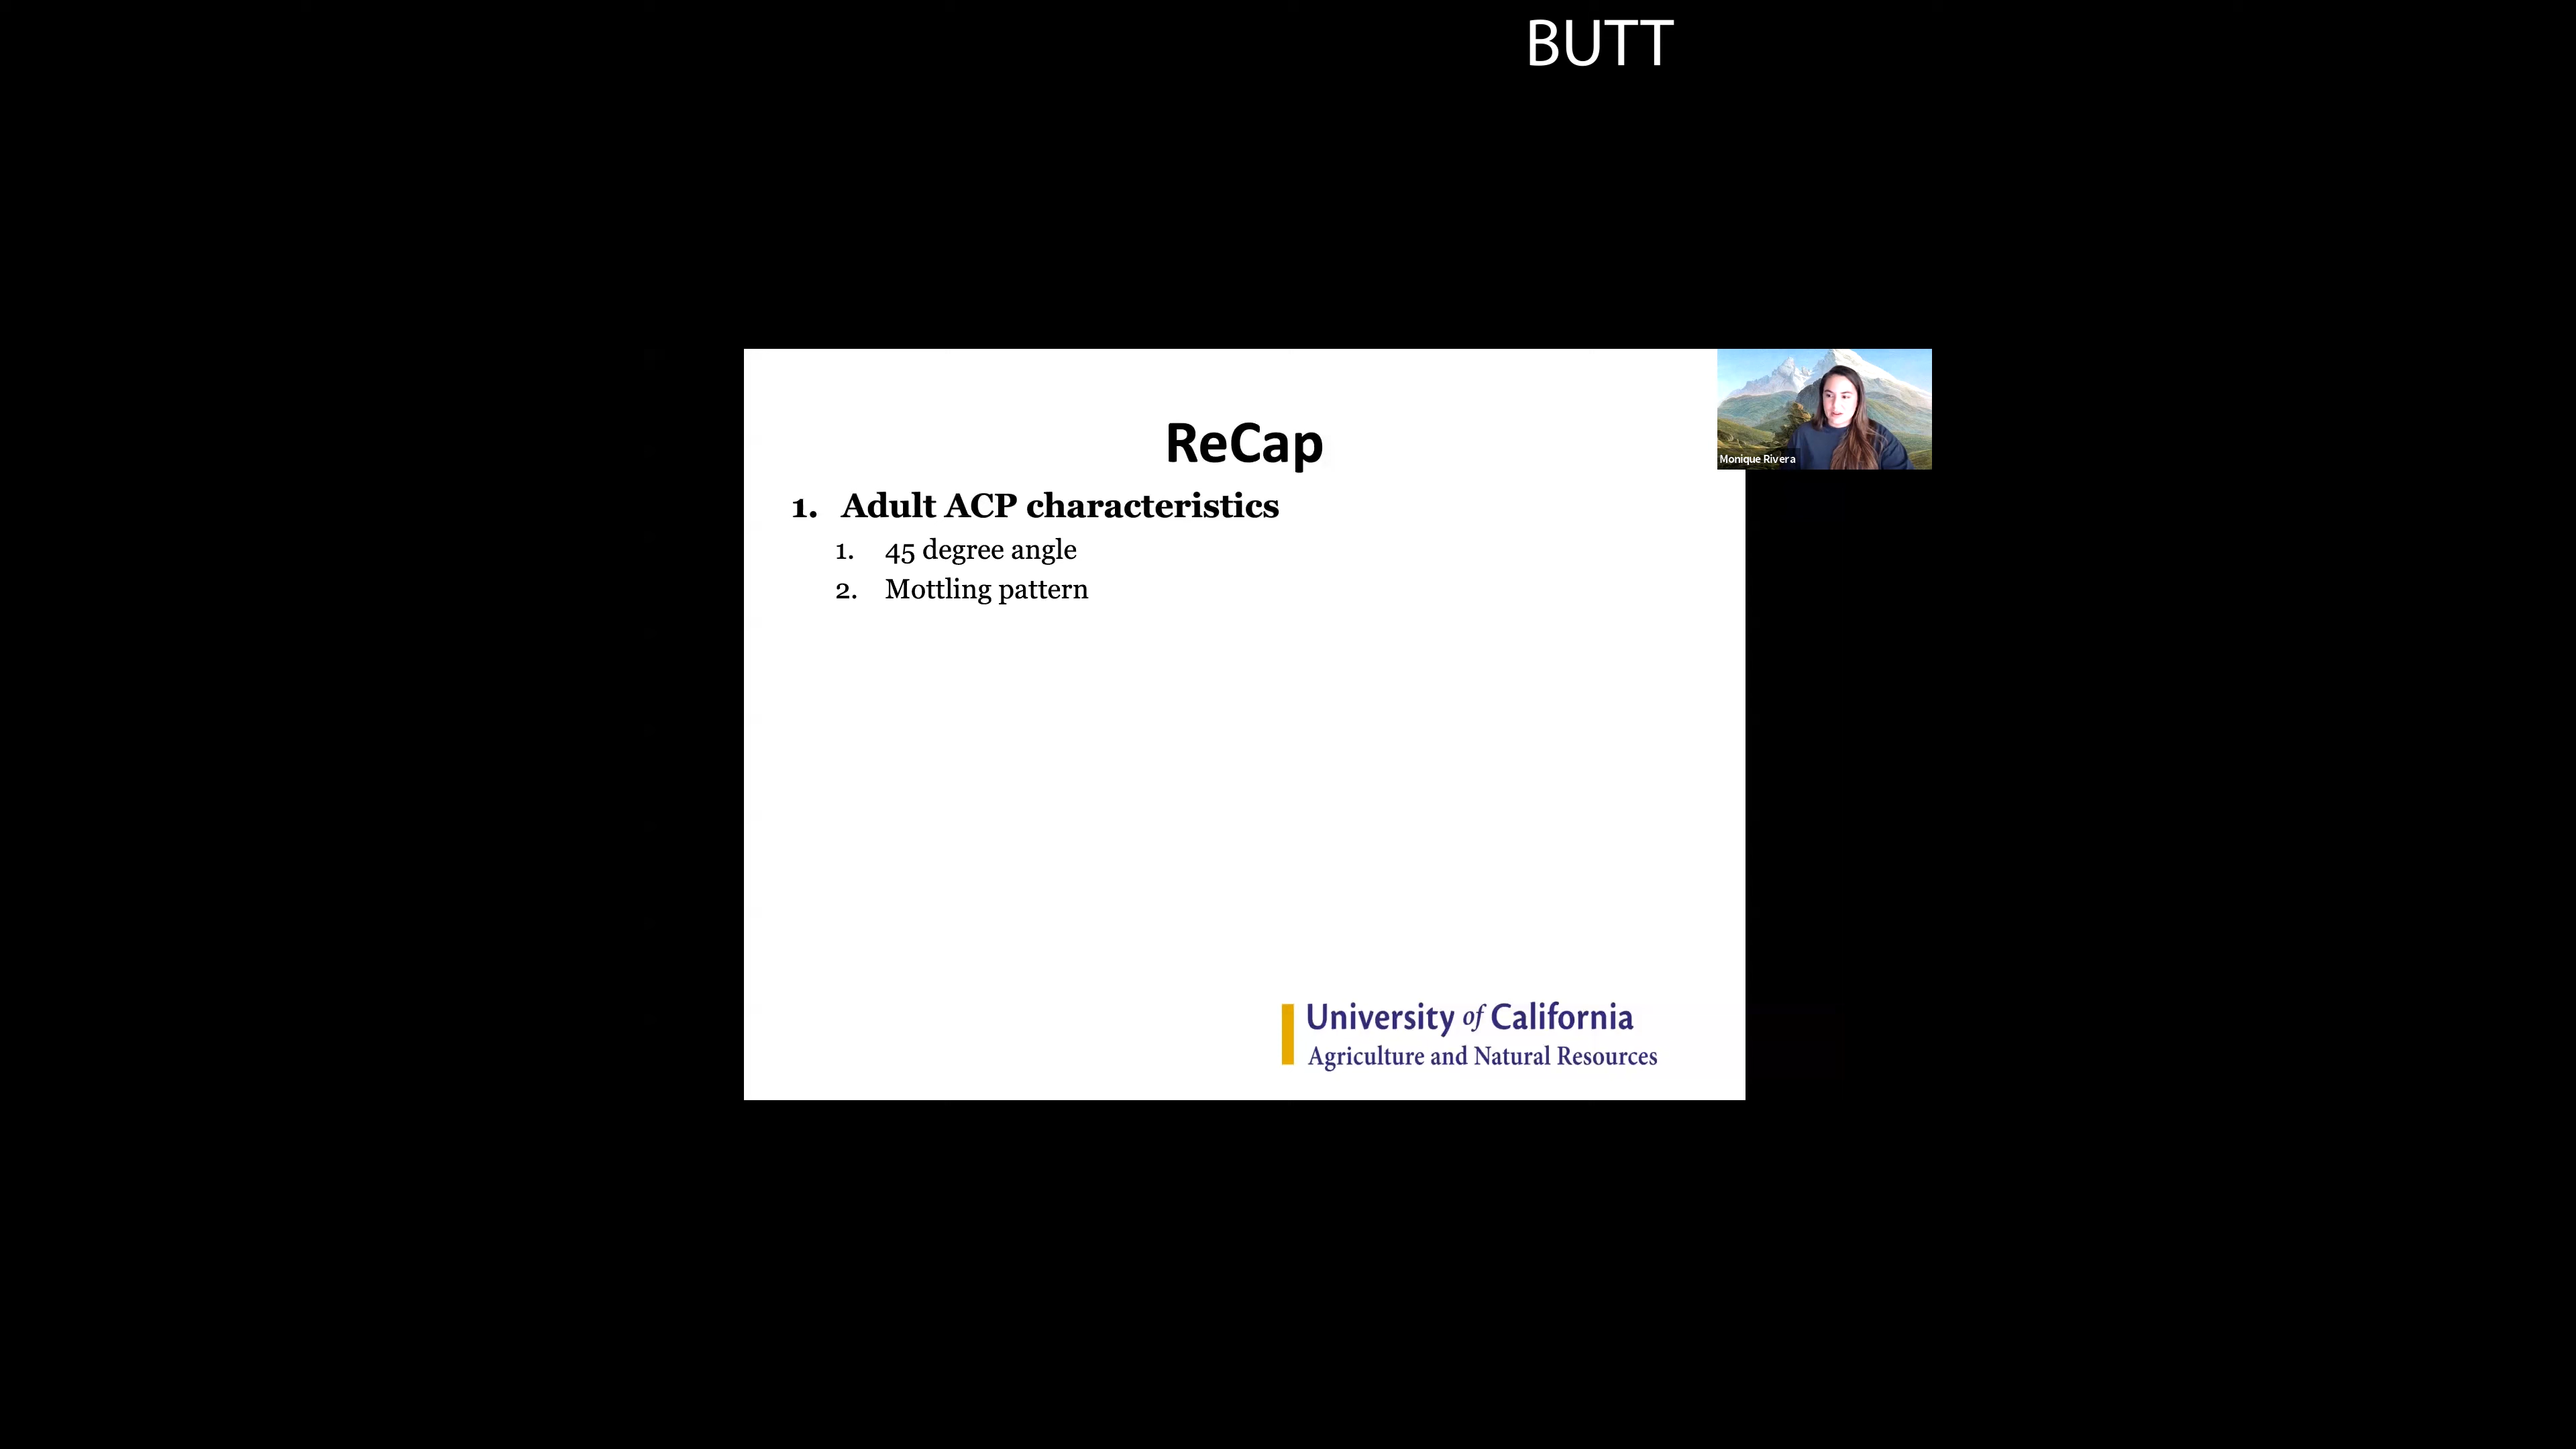 BUTT
ReCap
Monique Rivera
1. Adult ACP characteristics
1. 45 degree angle
2. Mottling pattern
University of California
Agriculture and Natural Resources